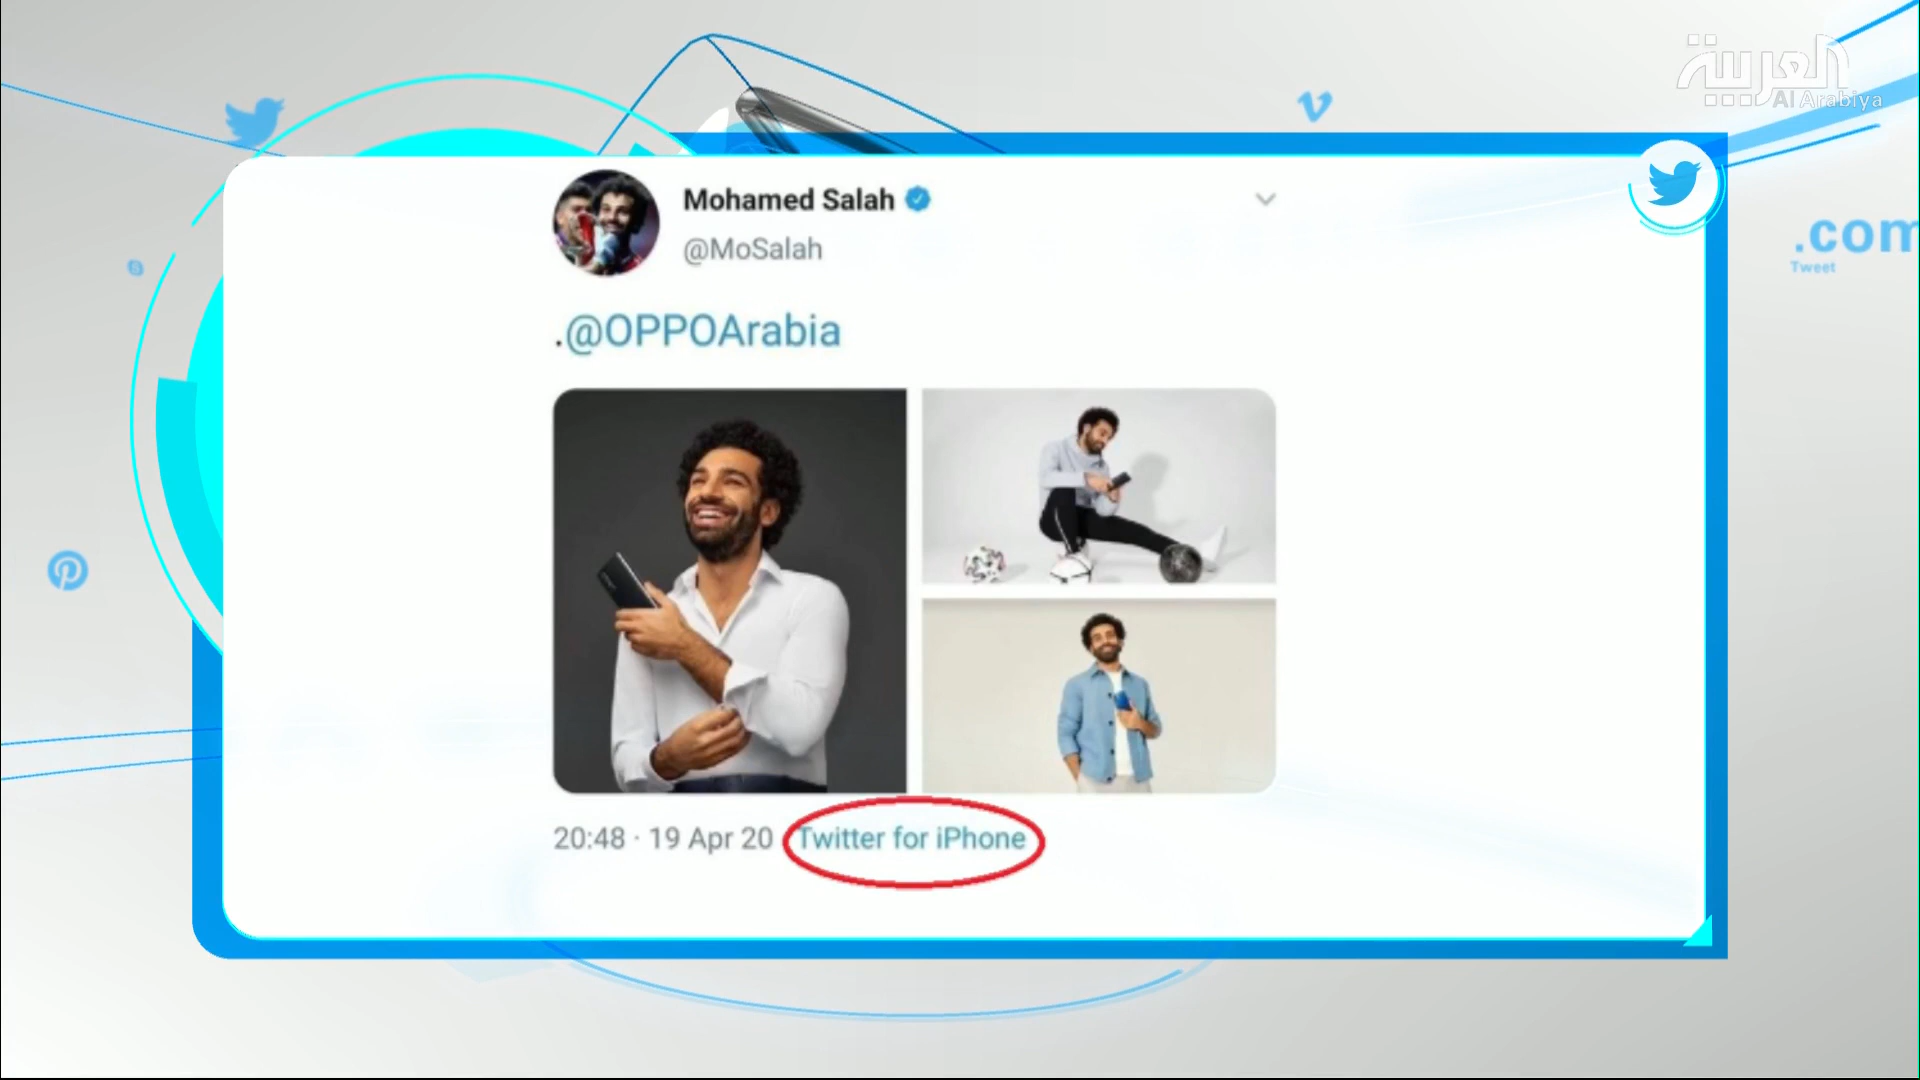 العربية
Al Arabiya
Mohamed Salah
@MoSalah
.com
Tweet
.@OPPOArabia
20:48 · 19 Apr 20 Twitter for iPhone